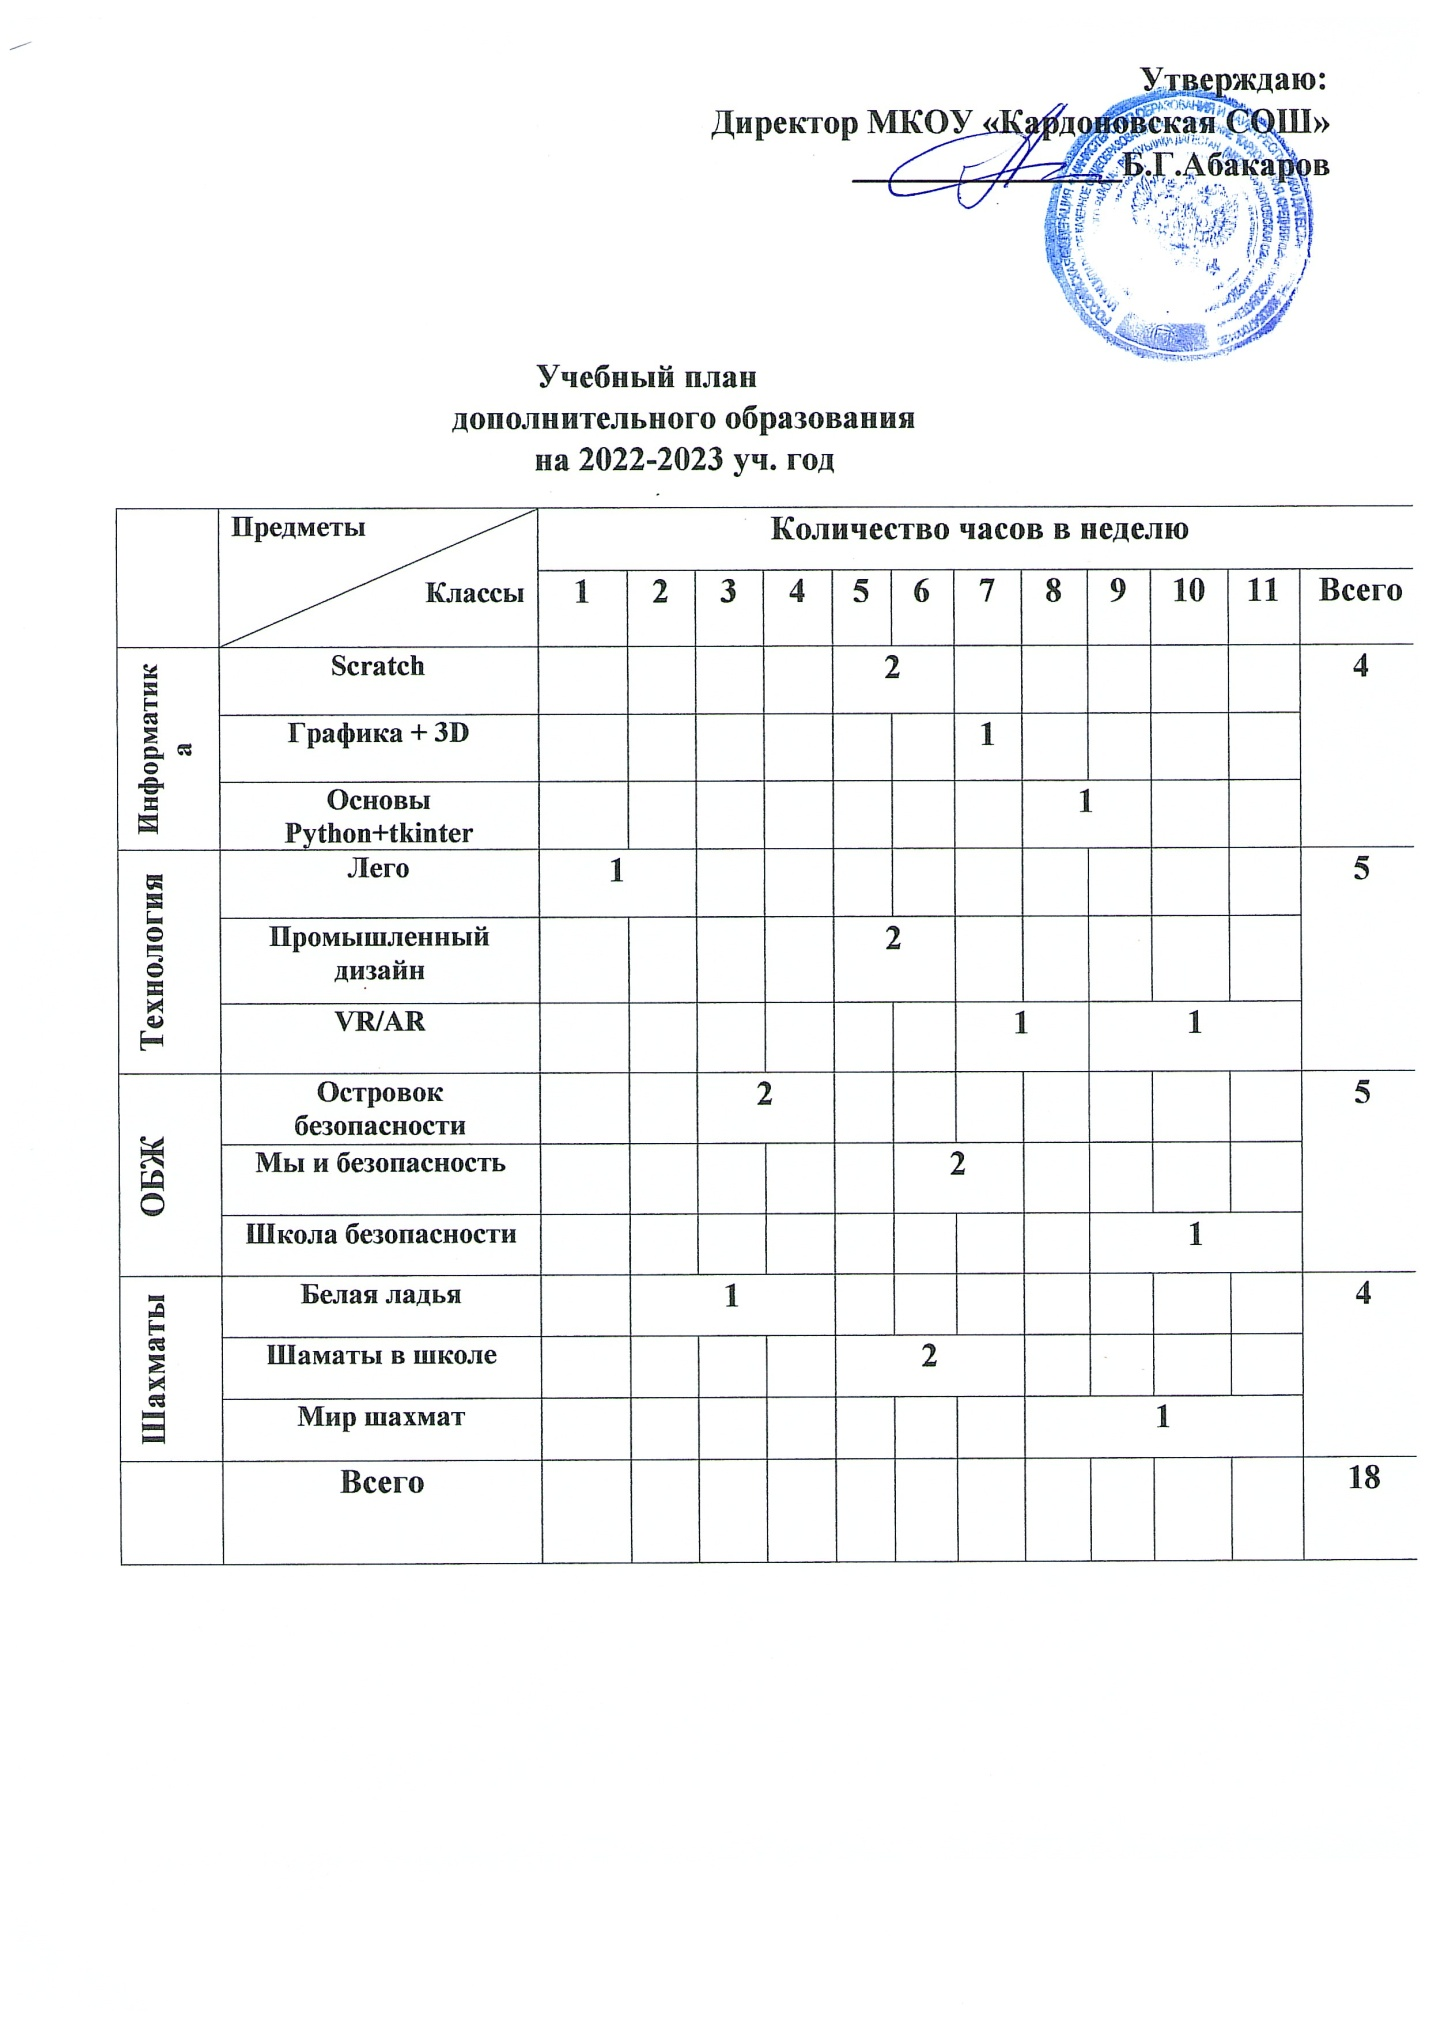 Утверждаю:
Директор МКОУ «Кардоновская СОШ»
Б.Г.Абакаров
Учебный план
дополнительного образования
на 2022-2023 уч. год
Предметы
Классы
Количество часов в неделю
1 2 3 4 5 6 7 8 9 10 11 Всего
Информатик
а
Scratch 2 4
Графика + 3D 1
Основы
Python+tkinter 1
Технология
Лего 1 5
Промышленный
дизайн 2
VR/AR 1 1
ОБЖ
Островок
безопасности 2 5
Мы и безопасность 2
Школа безопасности 1
Шахматы
Белая ладья 1 4
Шаматы в школе 2
Мир шахмат 1
Всего 18